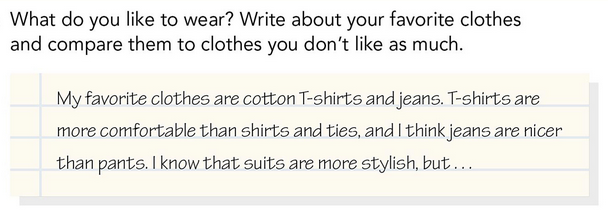 What do you like to wear? Write about your favorite clothes
and compare them to clothes you don't like as much.
My favorite clothes are cotton T-shirts and jeans. T-shirts are
more comfortable than shirts and ties, and I think jeans are nicer
than pants. I know that suits are more stylish, but . . .